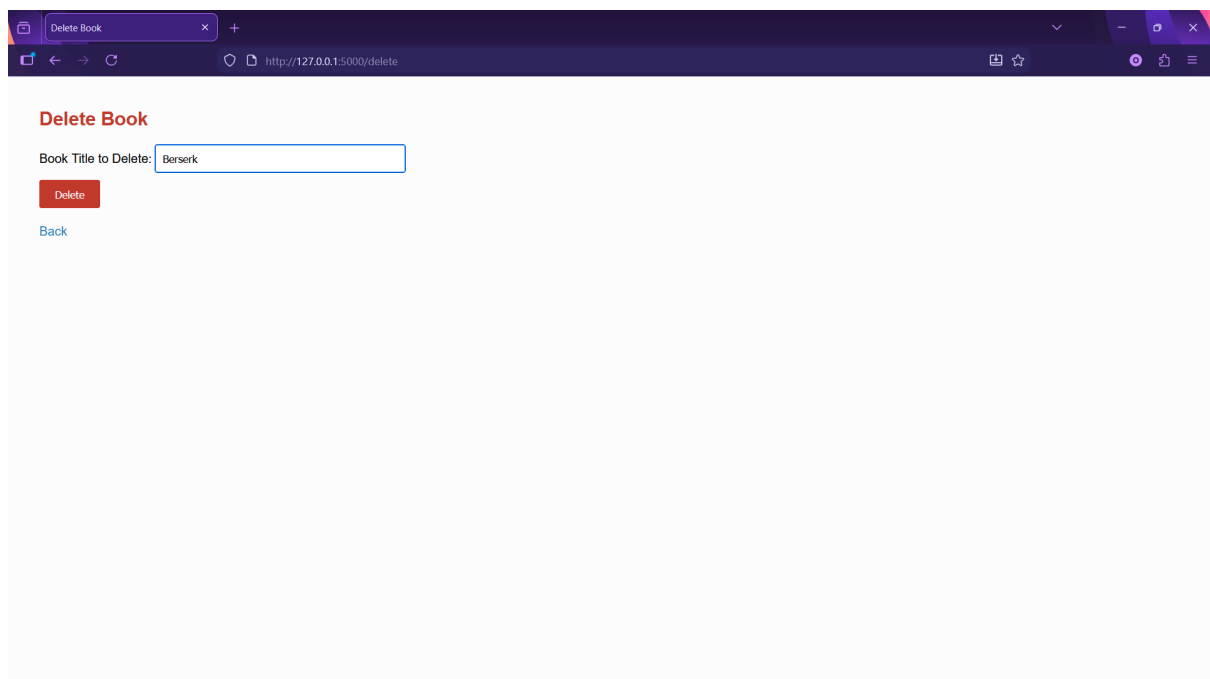 Delete Book
http://127.0.0.1:5000/delete
Delete Book
Book Title to Delete: Berserk
Delete
Back